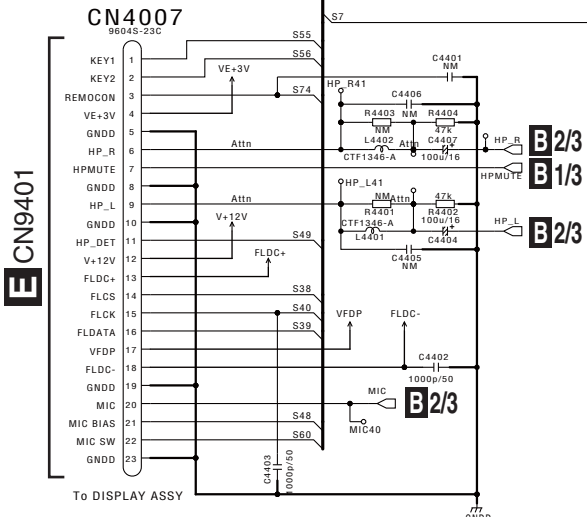 CN4007
9604S-23C
E CN9401
KEY1 1 S55
KEY2 2 S56
REMOCON 3 S74
VE+3V 4
GNDD 5
HP_R 6 Attn
HPMUTE 7
GNDD 8
HP_L 9 Attn
GNDD 10
HP_DET 11 S49
V+12V 12
FLDC+ 13
FLCS 14 S38
FLCK 15 S40
FLDATA 16 S39
VFDP 17
FLDC- 18
GNDD 19
MIC 20
MIC BIAS 21 S48
MIC SW 22 S60
GNDD 23
To DISPLAY ASSY
VE+3V
V+12V
FLDC+
S7
C4401
NM
HP_R41
C4406
NM
R4403 R4404
NM 47k
L4402 Attn C4407
CTF1346-A 100u/16
HP_R B 2/3
HPMUTE B 1/3
HP_L41 Attn
NM 47k
R4401 R4402
CTF1346-A 100u/16
L4401 C4404
HP_L B 2/3
C4405
NM
VFDP FLDC-
C4402
1000p/50
MIC B 2/3
MIC40
C4403
1000p/50
GNDD